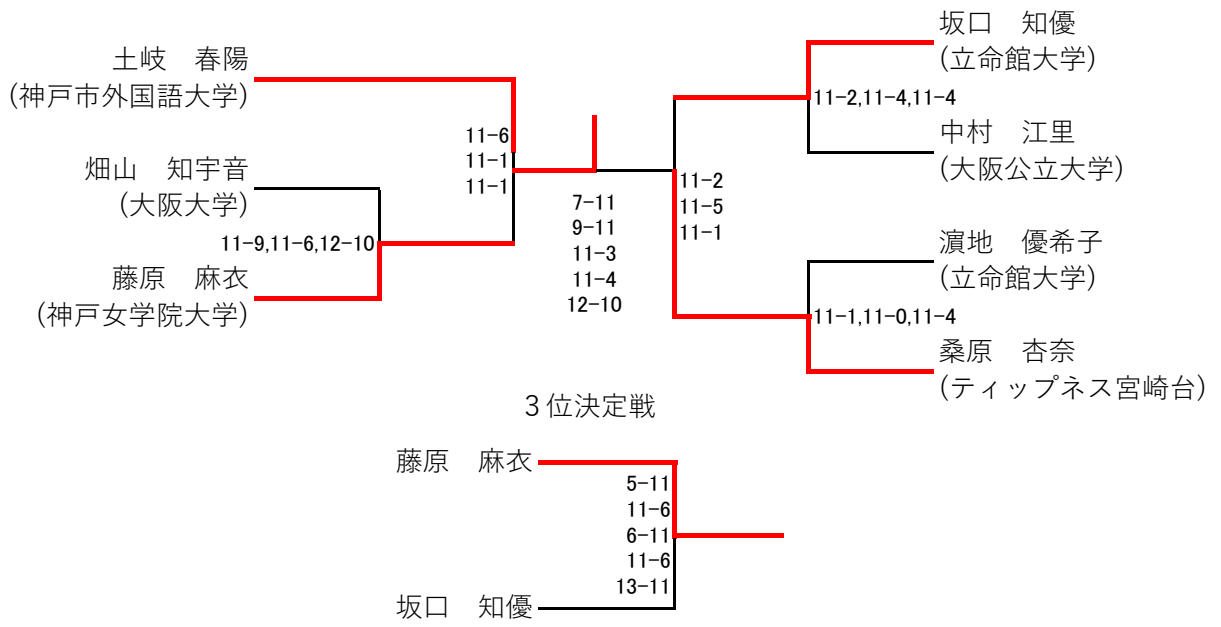 土岐　春陽
(神戸市外国語大学)
畑山　知宇音
(大阪大学)
藤原　麻衣
(神戸女学院大学)
11-9,11-6,12-10
11-6
11-1
11-1
7-11
9-11
11-3
11-4
12-10
11-2
11-5
11-1
坂口　知優
(立命館大学)
11-2,11-4,11-4
中村　江里
(大阪公立大学)
濵地　優希子
(立命館大学)
11-1,11-0,11-4
桑原　杏奈
(ティップネス宮崎台)
３位決定戦
藤原　麻衣
5-11
11-6
6-11
11-6
13-11
坂口　知優